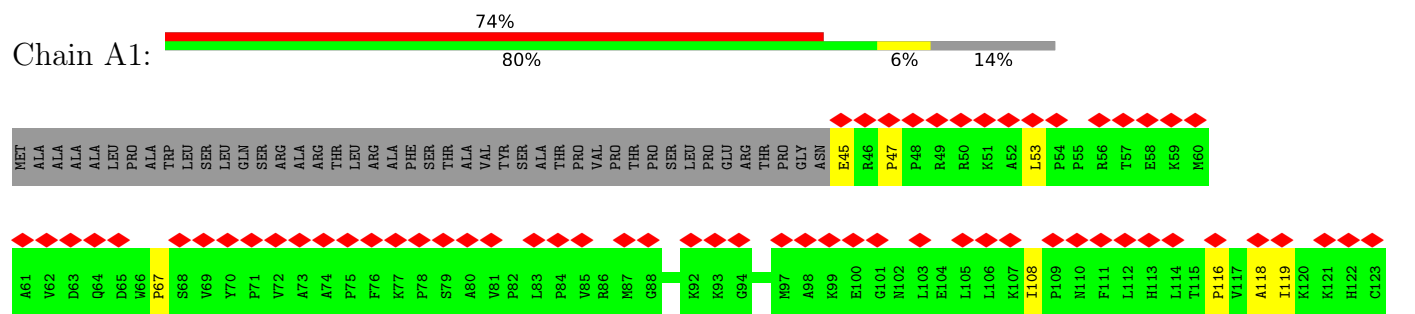 Chain A1:
74%
80% 6% 14%
MET ALA ALA ALA ALA LEU PRO ALA TRP LEU SER LEU GLN SER ARG ALA ARG THR LEU ARG ALA PHE SER THR ALA VAL TYR SER ALA THR PRO VAL PRO THR PRO SER LEU PRO GLU ARG THR PRO GLY ASN E45 R46 P47 P48 R49 R50 K51 A52 L53 P54 P55 R56 T57 E58 K59 M60
A61 V62 D63 Q64 D65 W66 P67 S68 V69 Y70 P71 V72 A73 A74 P75 F76 K77 P78 S79 A80 V81 P82 L83 P84 V85 R86 M87 G88 K92 K93 G94 M97 A98 K99 E100 G101 N102 L103 E104 L105 L106 K107 I108 P109 N110 F111 L112 H113 L114 T115 P116 V117 A118 I119 K120 K121 H122 C123